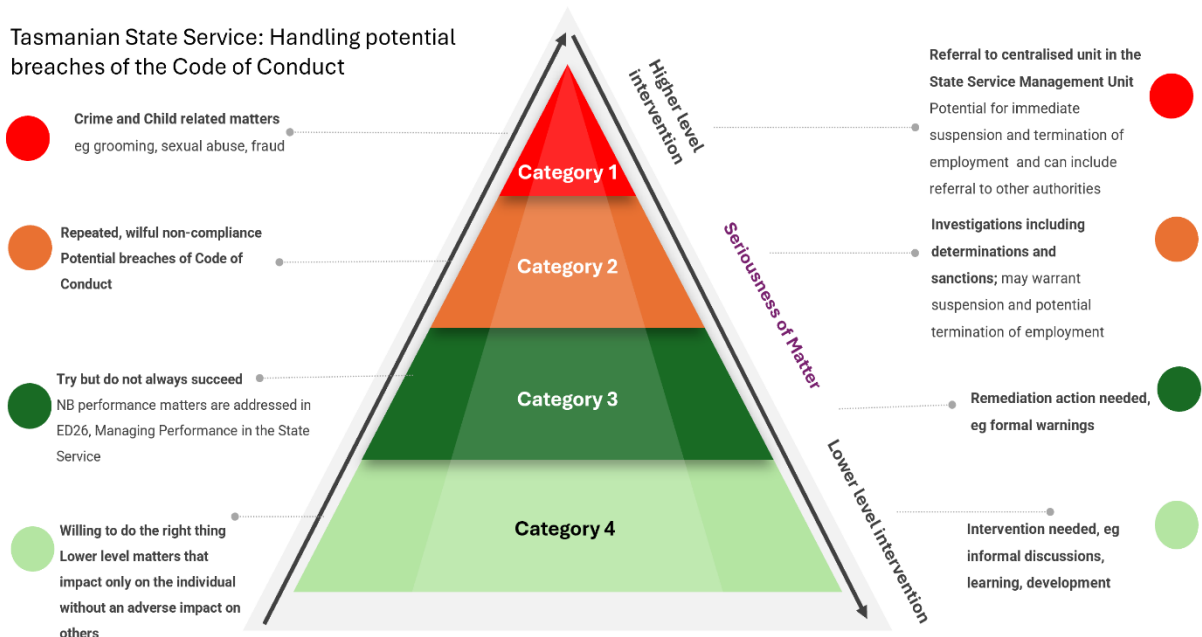 Tasmanian State Service: Handling potential
breaches of the Code of Conduct
Crime and Child related matters
eg grooming, sexual abuse, fraud
Repeated, wilful non-compliance
Potential breaches of Code of
Conduct
Try but do not always succeed
NB performance matters are addressed in
ED26, Managing Performance in the State
Service
Willing to do the right thing
Lower level matters that
impact only on the individual
without an adverse impact on
others
Category 1
Category 2
Category 3
Category 4
Higher level
intervention
Seriousness of Matter
Lower level intervention
Referral to centralised unit in the
State Service Management Unit
Potential for immediate
suspension and termination of
employment and can include
referral to other authorities
Investigations including
determinations and
sanctions; may warrant
suspension and potential
termination of employment
Remediation action needed,
eg formal warnings
Intervention needed, eg
informal discussions,
learning, development